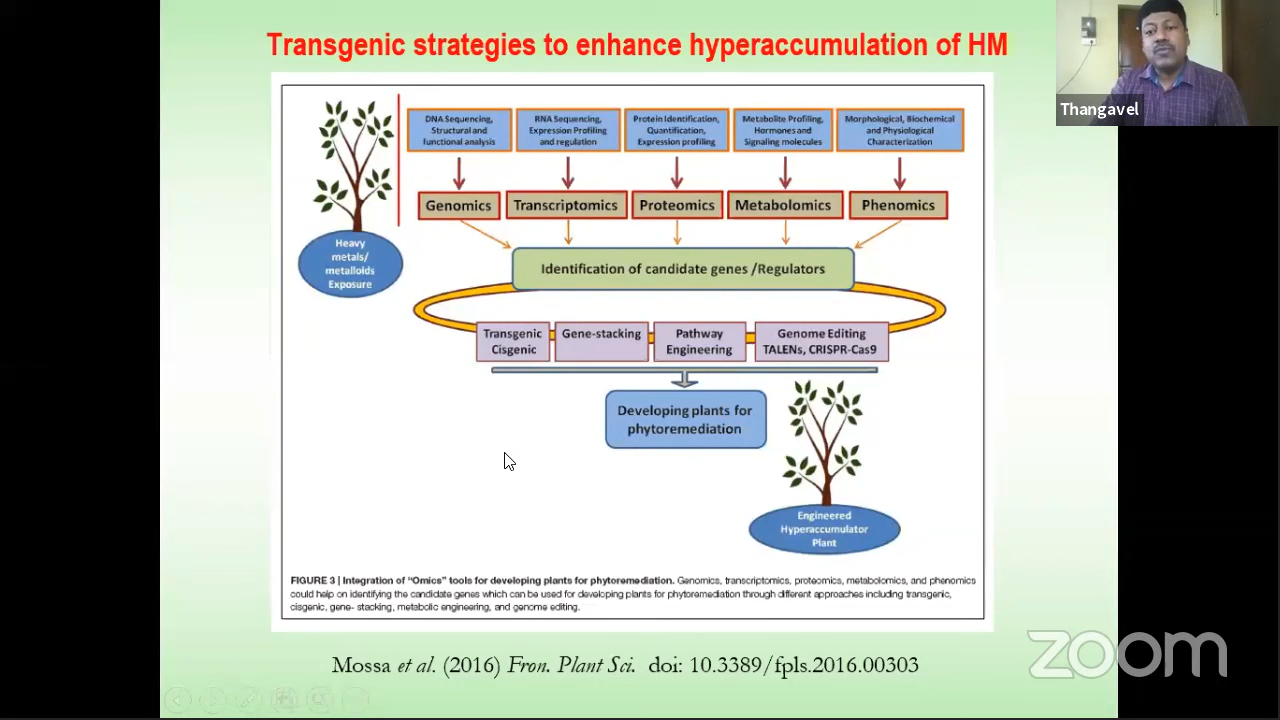 Transgenic strategies to enhance hyperaccumulation of HM
Thangavel
DNA Sequencing,
Structural and
functional analysis
RNA Sequencing,
Expression Profiling
and regulation
Protein Identification,
Quantification,
Expression profiling
Metabolite Profiling,
Hormones and
Signaling molecules
Morphological, Biochemical
and Physiological
Characterization
Genomics
Transcriptomics
Proteomics
Metabolomics
Phenomics
Heavy
metals/
metalloids
Exposure
Identification of candidate genes /Regulators
Transgenic
Cisgenic
Gene-stacking
Pathway
Engineering
Genome Editing
TALENs, CRISPR-Cas9
Developing plants for
phytoremediation
Engineered
Hyperaccumulator
Plant
FIGURE 3 | Integration of “Omics” tools for developing plants for phytoremediation. Genomics, transcriptomics, proteomics, metabolomics, and phenomics
could help on identifying the candidate genes which can be used for developing plants for phytoremediation through different approaches including transgenic,
cisgenic, gene- stacking, metabolic engineering, and genome editing.
Mossa et al. (2016) Fron. Plant Sci. doi: 10.3389/fpls.2016.00303
zoom